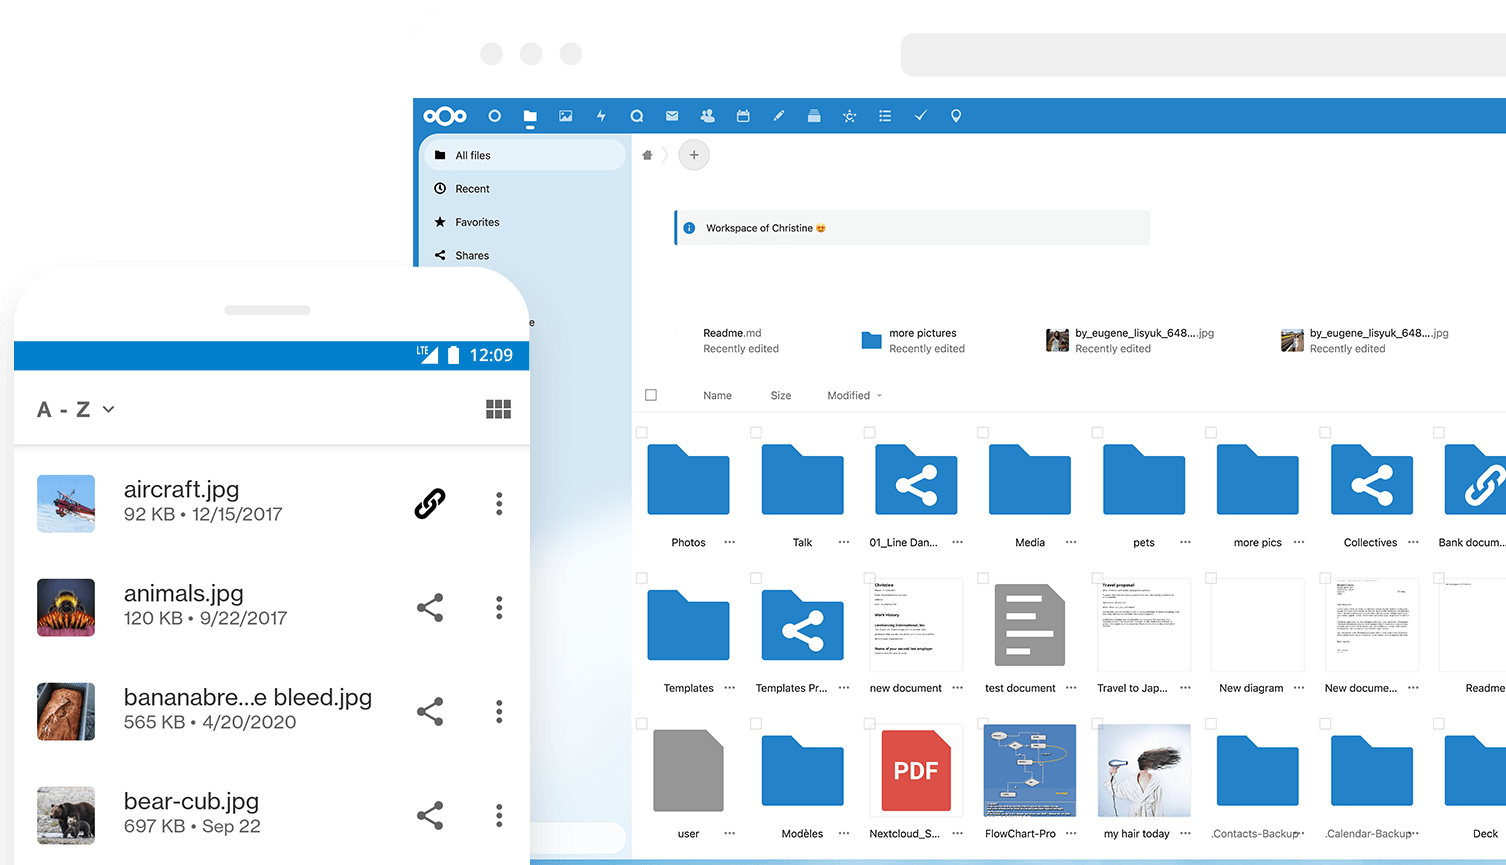 All files
Recent
Favorites
Shares
e
Workspace of Christine 😍
Readme.md
Recently edited
more pictures
Recently edited
by_eugene_lisyuk_648....jpg
Recently edited
by_eugene_lisyuk_648....jpg
Recently edited
Name Size Modified
Photos
Talk
01_Line Dan...
Media
pets
more pics
Collectives
Bank docum...
Christine
Work History
Travel proposal
Templates
Templates Pr...
new document
test document
Travel to Jap...
New diagram
New docume...
Readme
PDF
user
Modèles
Nextcloud_S...
FlowChart-Pro
my hair today
.Contacts-Backup
.Calendar-Backup
Deck
LTE 12:09
A - Z
aircraft.jpg
92 KB • 12/15/2017
animals.jpg
120 KB • 9/22/2017
bananabre...e bleed.jpg
565 KB • 4/20/2020
bear-cub.jpg
697 KB • Sep 22